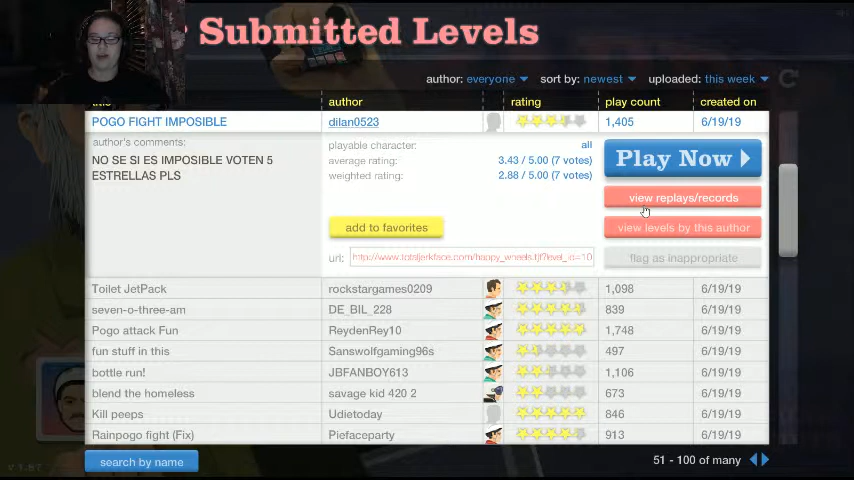 Submitted Levels
author: everyone sort by: newest uploaded: this week
title author rating play count created on
POGO FIGHT IMPOSIBLE dilan0523 1,405 6/19/19
author's comments:
NO SE SI ES IMPOSIBLE VOTEN 5
ESTRELLAS PLS
playable character: all
average rating: 3.43 / 5.00 (7 votes)
weighted rating: 2.88 / 5.00 (7 votes)
Play Now
view replays/records
add to favorites
view levels by this author
url: http://www.totaljerkface.com/happy_wheels.tjf?level_id=10
flag as inappropriate
Toilet JetPack rockstargames0209 1,098 6/19/19
seven-o-three-am DE_BIL_228 839 6/19/19
Pogo attack Fun ReydenRey10 1,748 6/19/19
fun stuff in this Sanswolfgaming96s 497 6/19/19
bottle run! JBFANBOY613 1,106 6/19/19
blend the homeless savage kid 420 2 673 6/19/19
Kill peeps Udietoday 846 6/19/19
Rainpogo fight (Fix) Piefaceparty 913 6/19/19
search by name
51 - 100 of many
V 1.87